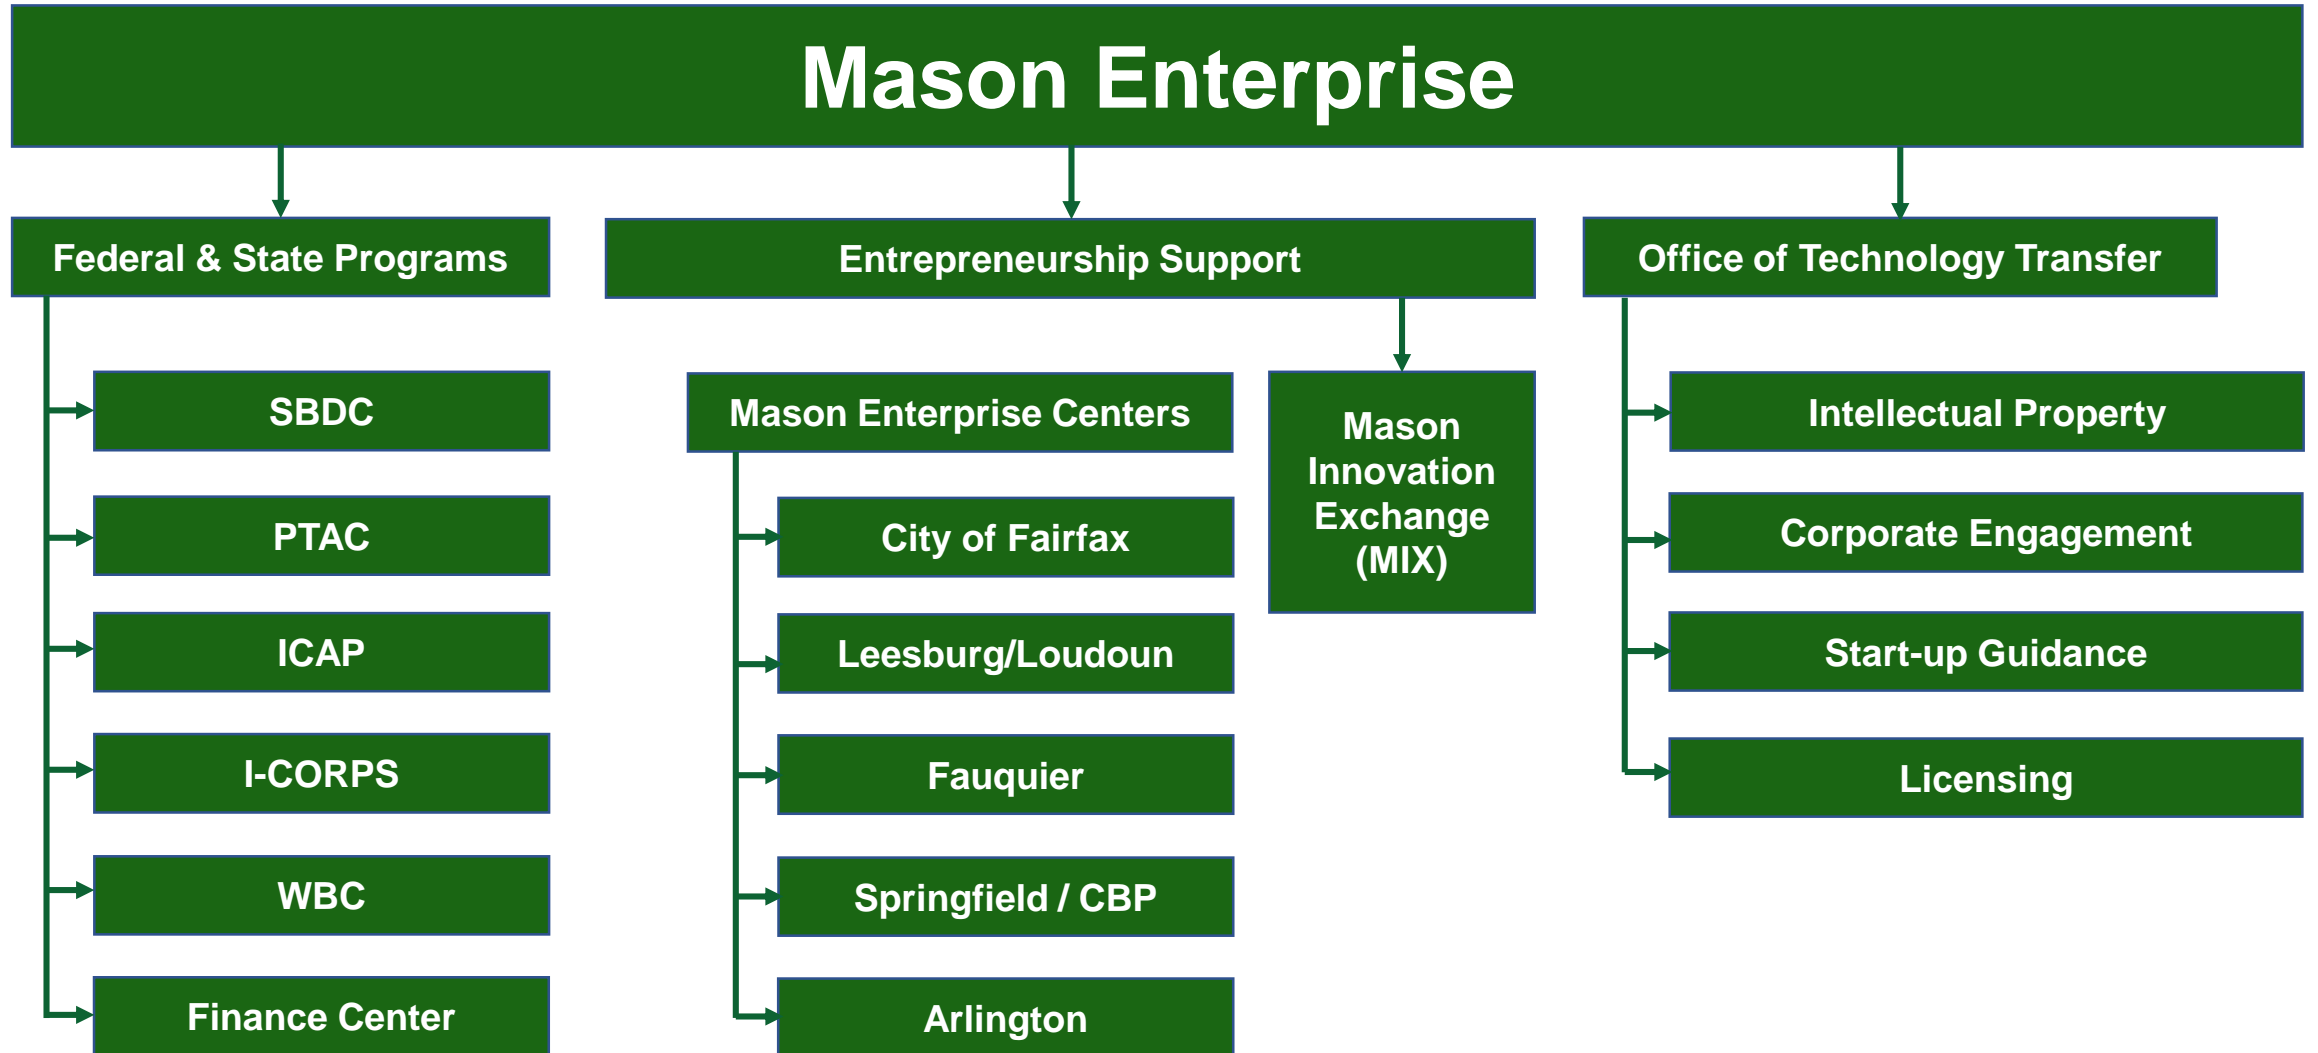 Mason Enterprise
Federal & State Programs
SBDC
PTAC
ICAP
I-CORPS
WBC
Finance Center
Entrepreneurship Support
Mason Enterprise Centers
City of Fairfax
Leesburg/Loudoun
Fauquier
Springfield / CBP
Arlington
Mason
Innovation
Exchange
(MIX)
Office of Technology Transfer
Intellectual Property
Corporate Engagement
Start-up Guidance
Licensing